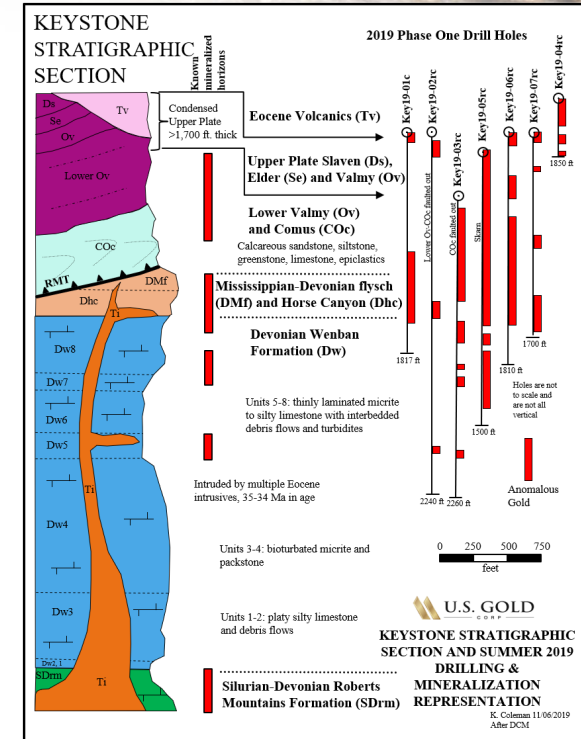 KEYSTONE
STRATIGRAPHIC
SECTION
Known
mineralized
horizons
2019 Phase One Drill Holes
Key19-01c
Key19-02rc
Key19-03rc
Key19-05rc
Key19-06rc
Key19-07rc
Key19-04rc
Ds
Se
Ov
Tv
Lower Ov
COc
RMT
DMf
Dhc
Ti
Dw8
Dw7
Dw6
Dw5
Ti
Dw4
Dw3
Dw2, 1
SDrm
Ti
Condensed
Upper Plate
>1,700 ft. thick
Eocene Volcanics (Tv)
Upper Plate Slaven (Ds),
Elder (Se) and Valmy (Ov)
Lower Valmy (Ov)
and Comus (COc)
Calcareous sandstone, siltstone,
greenstone, limestone, epiclastics
Mississippian-Devonian flysch
(DMf) and Horse Canyon (Dhc)
Devonian Wenban
Formation (Dw)
Units 5-8: thinly laminated micrite
to silty limestone with interbedded
debris flows and turbidites
Intruded by multiple Eocene
intrusives, 35-34 Ma in age
Units 3-4: bioturbated micrite and
packstone
Units 1-2: platy silty limestone
and debris flows
Silurian-Devonian Roberts
Mountains Formation (SDrm)
Lower Ov-COc faulted out
COc faulted out
Skarn
1850 ft
1817 ft
1810 ft
1700 ft
1500 ft
2240 ft
2260 ft
Holes are not
to scale and
are not all
vertical
Anomalous
Gold
0 250 500 750
feet
U.S. GOLD
CORP
KEYSTONE STRATIGRAPHIC
SECTION AND SUMMER 2019
DRILLING &
MINERALIZATION
REPRESENTATION
K. Coleman 11/06/2019
After DCM